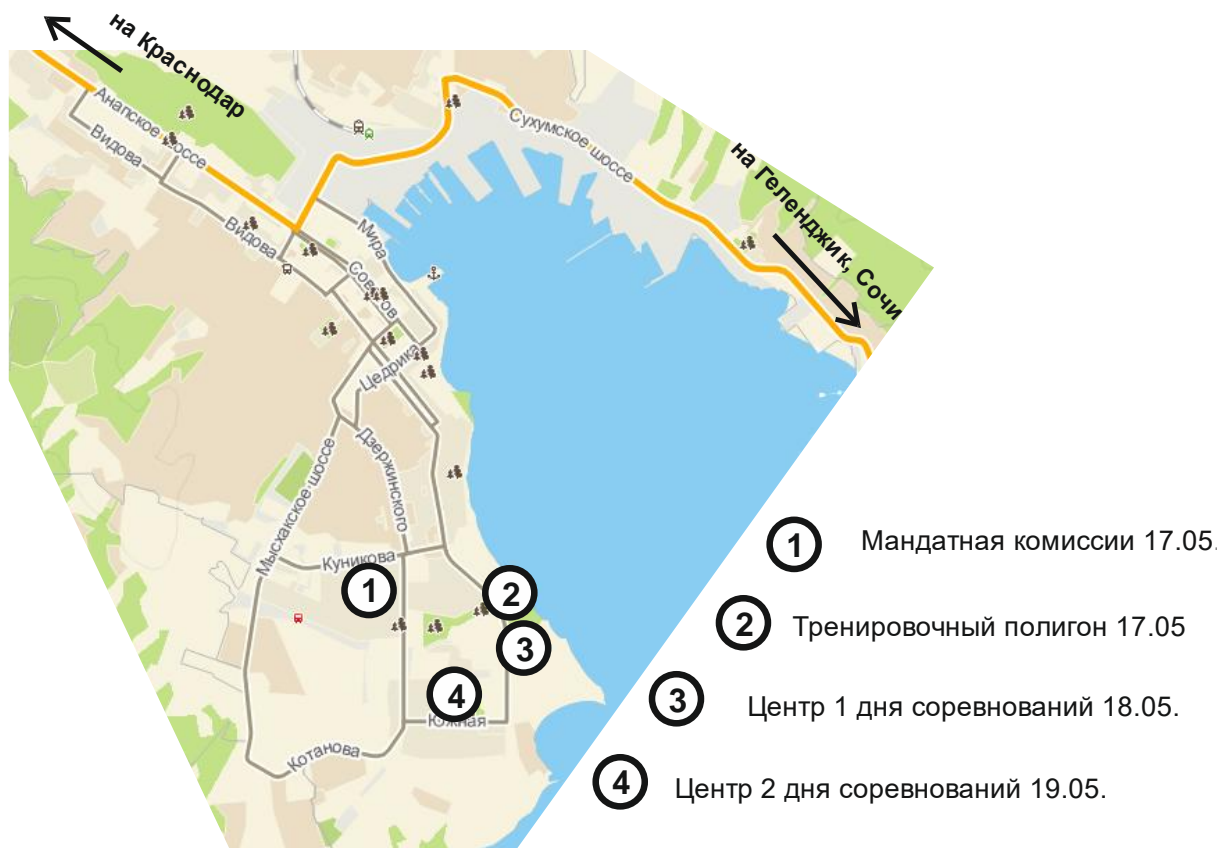 на Краснодар
Анапское шоссе
Видова
Сухумское шоссе
на Геленджик, Сочи
Видова
Мира
Советов
Цедрика
Дзержинского
Мысхакское шоссе
Куникова
1
2
3
4
Южная
Котанова
1 Мандатная комиссии 17.05.
2 Тренировочный полигон 17.05
3 Центр 1 дня соревнований 18.05.
4 Центр 2 дня соревнований 19.05.